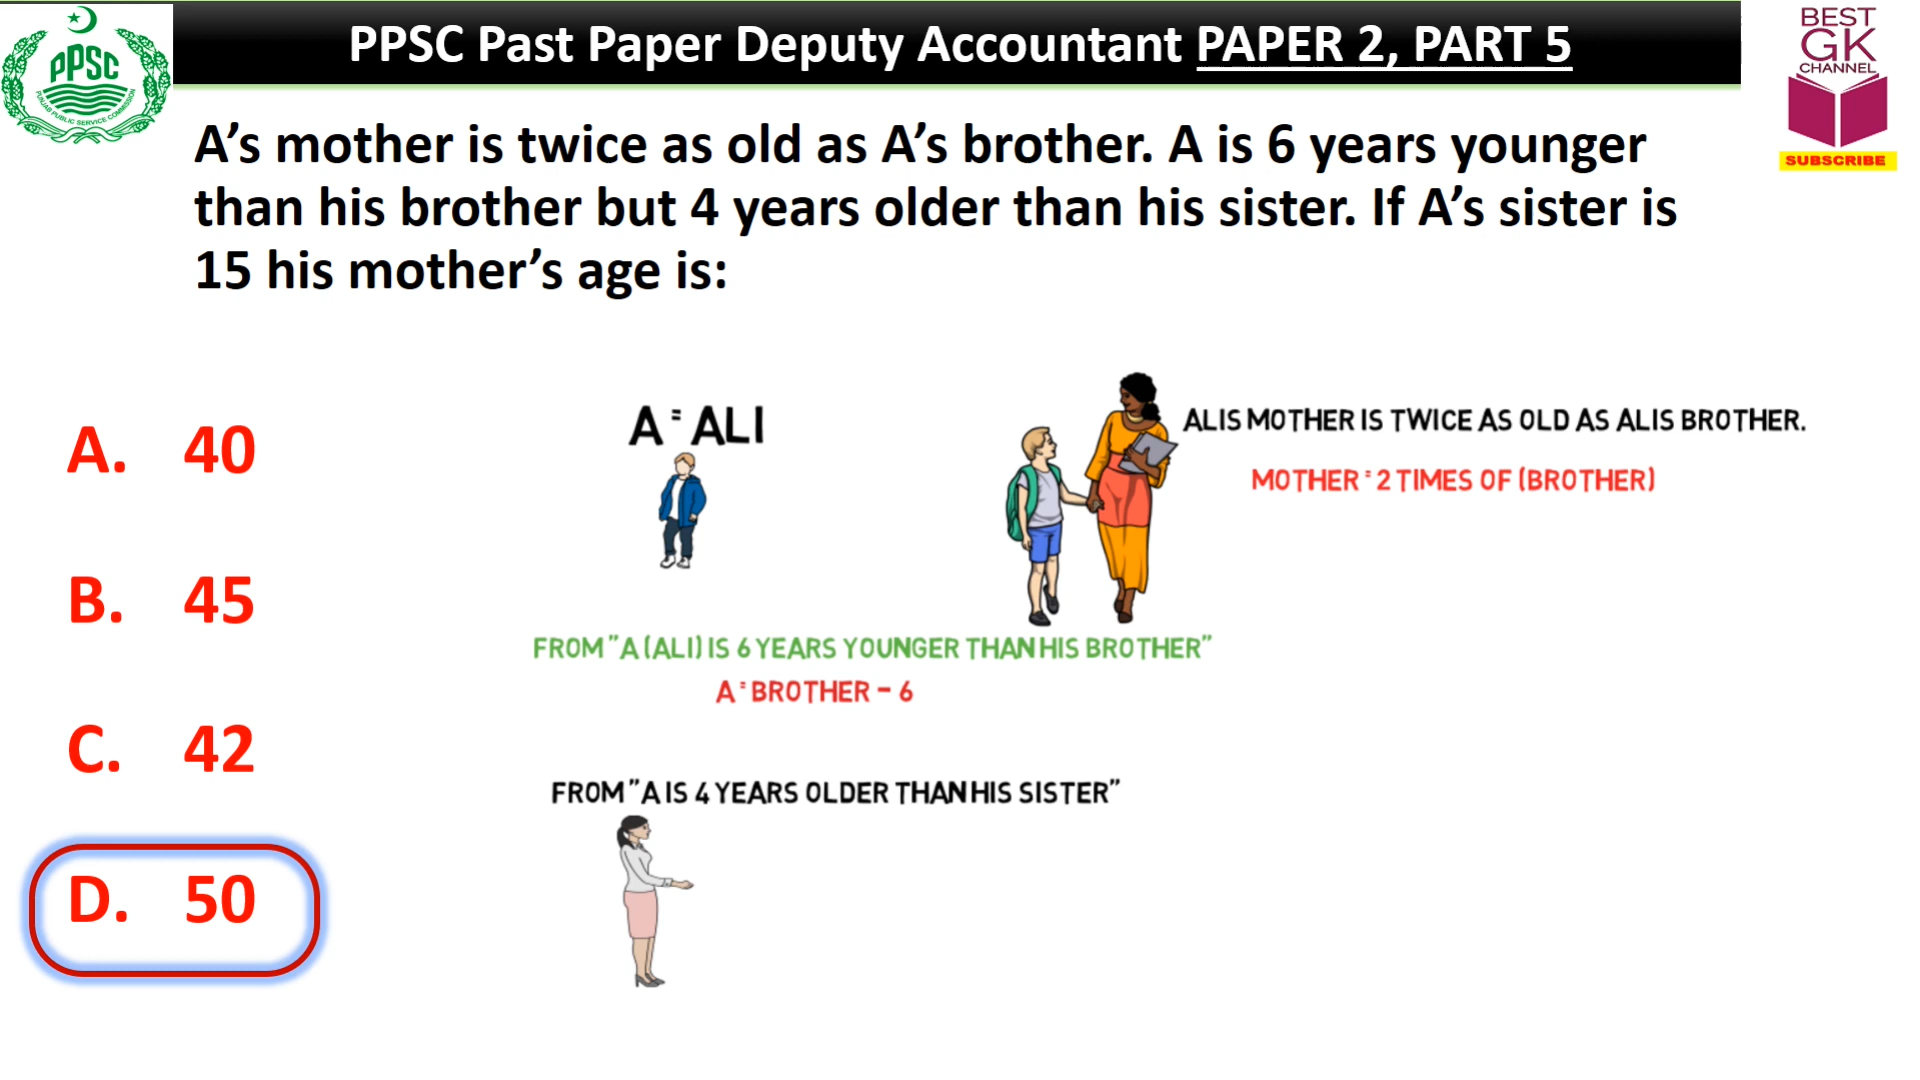 PPSC Past Paper Deputy Accountant PAPER 2, PART 5
BEST
GK
CHANNEL
SUBSCRIBE
PPSC
PUNJAB PUBLIC SERVICE COMMISSION
A’s mother is twice as old as A’s brother. A is 6 years younger
than his brother but 4 years older than his sister. If A’s sister is
15 his mother’s age is:
A. 40
B. 45
C. 42
D. 50
A = ALI
ALIS MOTHER IS TWICE AS OLD AS ALIS BROTHER.
MOTHER = 2 TIMES OF (BROTHER)
FROM "A (ALI) IS 6 YEARS YOUNGER THAN HIS BROTHER"
A = BROTHER - 6
FROM "A IS 4 YEARS OLDER THAN HIS SISTER"